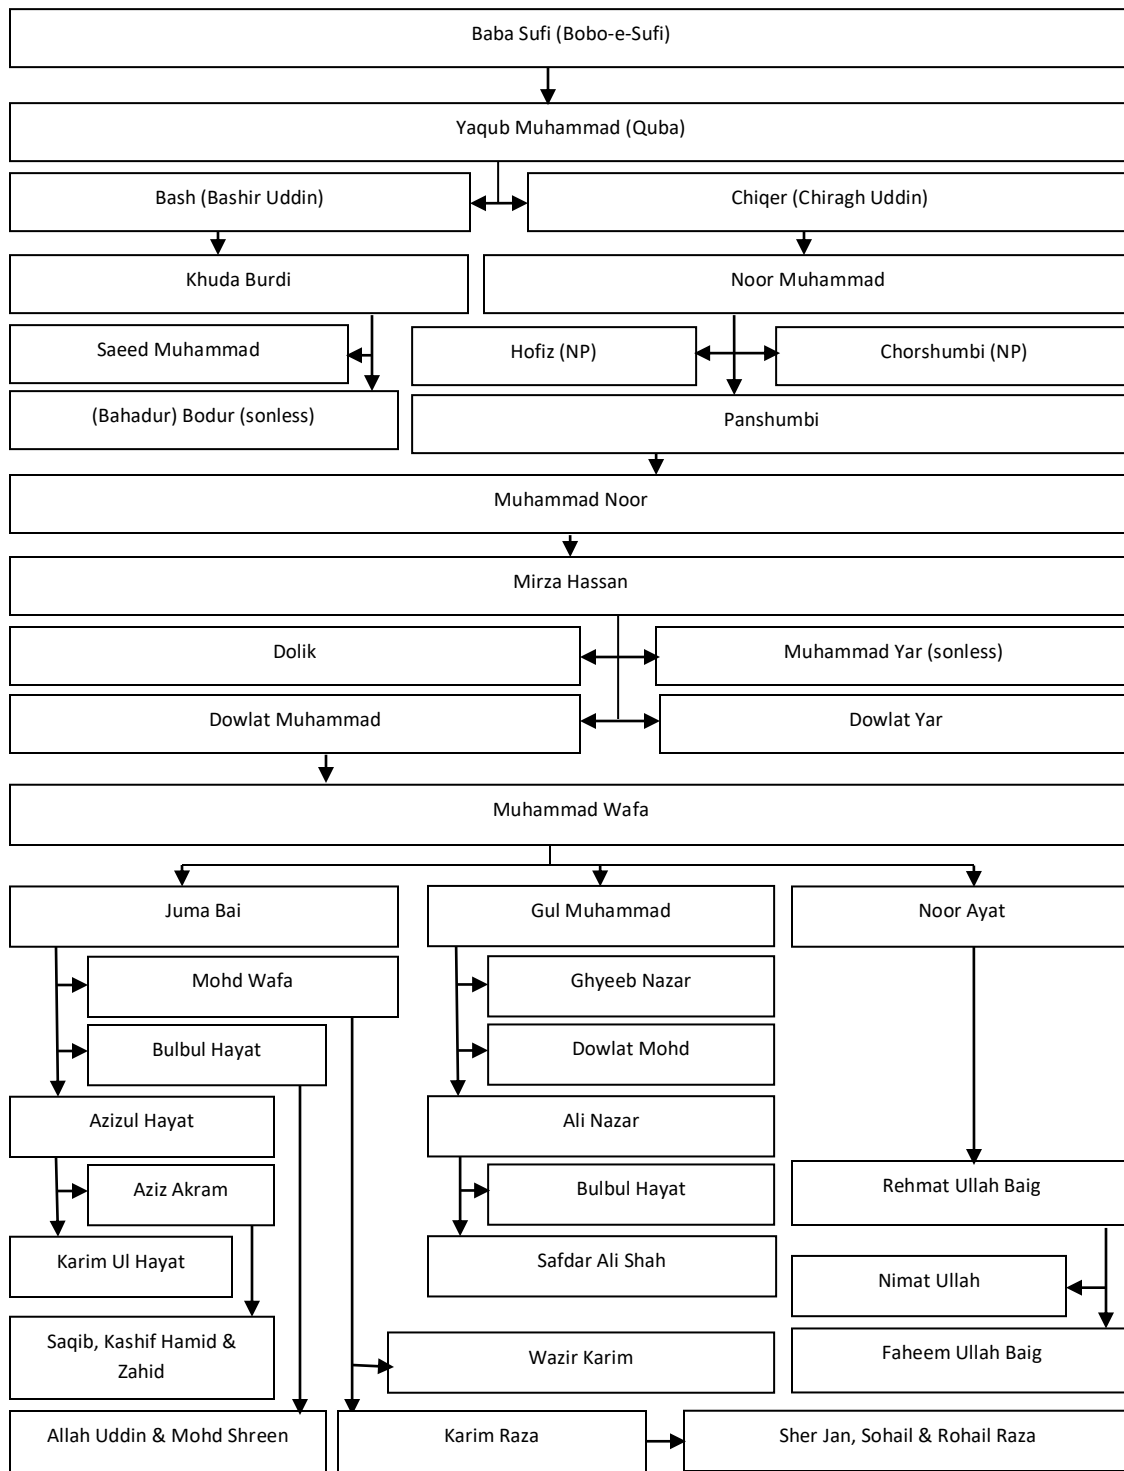 Baba Sufi (Bobo-e-Sufi)
Yaqub Muhammad (Quba)
Bash (Bashir Uddin)
Chiqer (Chiragh Uddin)
Khuda Burdi
Noor Muhammad
Saeed Muhammad
Hofiz (NP)
Chorshumbi (NP)
(Bahadur) Bodur (sonless)
Panshumbi
Muhammad Noor
Mirza Hassan
Dolik
Muhammad Yar (sonless)
Dowlat Muhammad
Dowlat Yar
Muhammad Wafa
Juma Bai
Gul Muhammad
Noor Ayat
Mohd Wafa
Ghyeeb Nazar
Bulbul Hayat
Dowlat Mohd
Azizul Hayat
Ali Nazar
Aziz Akram
Bulbul Hayat
Rehmat Ullah Baig
Karim Ul Hayat
Safdar Ali Shah
Nimat Ullah
Saqib, Kashif Hamid &
Zahid
Wazir Karim
Faheem Ullah Baig
Allah Uddin & Mohd Shreen
Karim Raza
Sher Jan, Sohail & Rohail Raza